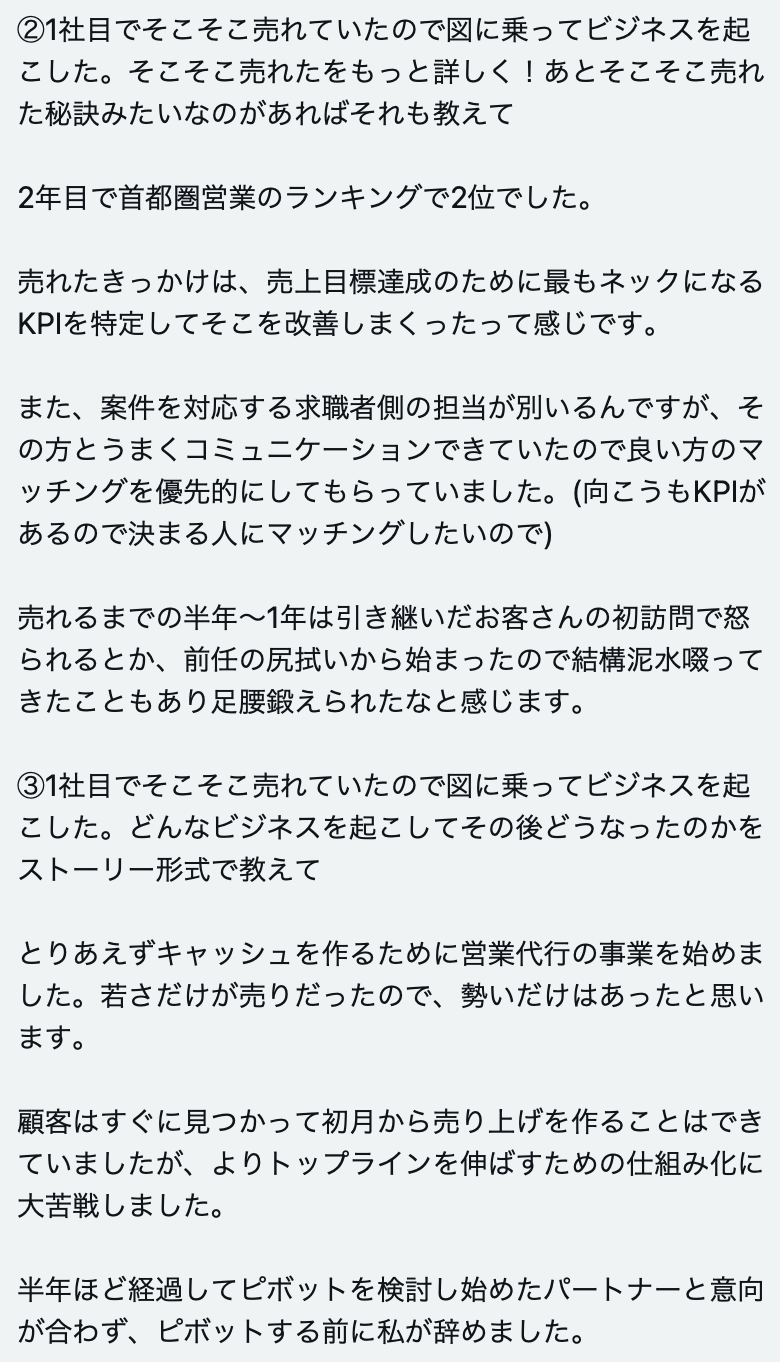 ②1社目でそこそこ売れていたので図に乗ってビジネスを起
こした。そこそこ売れたをもっと詳しく！あとそこそこ売れ
た秘訣みたいなのがあればそれも教えて
2年目で首都圏営業のランキングで2位でした。
売れたきっかけは、売上目標達成のために最もネックになる
KPIを特定してそこを改善しまくったって感じです。
また、案件を対応する求職者側の担当が別いるんですが、そ
の方とうまくコミュニケーションできていたので良い方のマ
ッチングを優先的にしてもらっていました。(向こうもKPIが
あるので決まる人にマッチングしたいので)
売れるまでの半年〜1年は引き継いだお客さんの初訪問で怒
られるとか、前任の尻拭いから始まったので結構泥水啜って
きたこともあり足腰鍛えられたなと感じます。
③1社目でそこそこ売れていたので図に乗ってビジネスを起
こした。どんなビジネスを起こしてその後どうなったのかを
ストーリー形式で教えて
とりあえずキャッシュを作るために営業代行の事業を始めま
した。若さだけが売りだったので、勢いだけはあったと思い
ます。
顧客はすぐに見つかって初月から売り上げを作ることはでき
ていましたが、よりトップラインを伸ばすための仕組み化に
大苦戦しました。
半年ほど経過してピボットを検討し始めたパートナーと意向
が合わず、ピボットする前に私が辞めました。